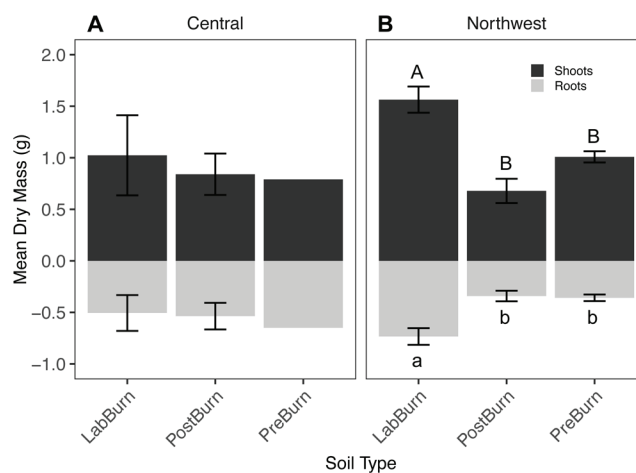 A Central
B Northwest
Mean Dry Mass (g)
2.0
1.5
1.0
0.5
0.0
−0.5
−1.0
Shoots
Roots
A
B
B
a
b
b
LabBurn
PostBurn
PreBurn
LabBurn
PostBurn
PreBurn
Soil Type